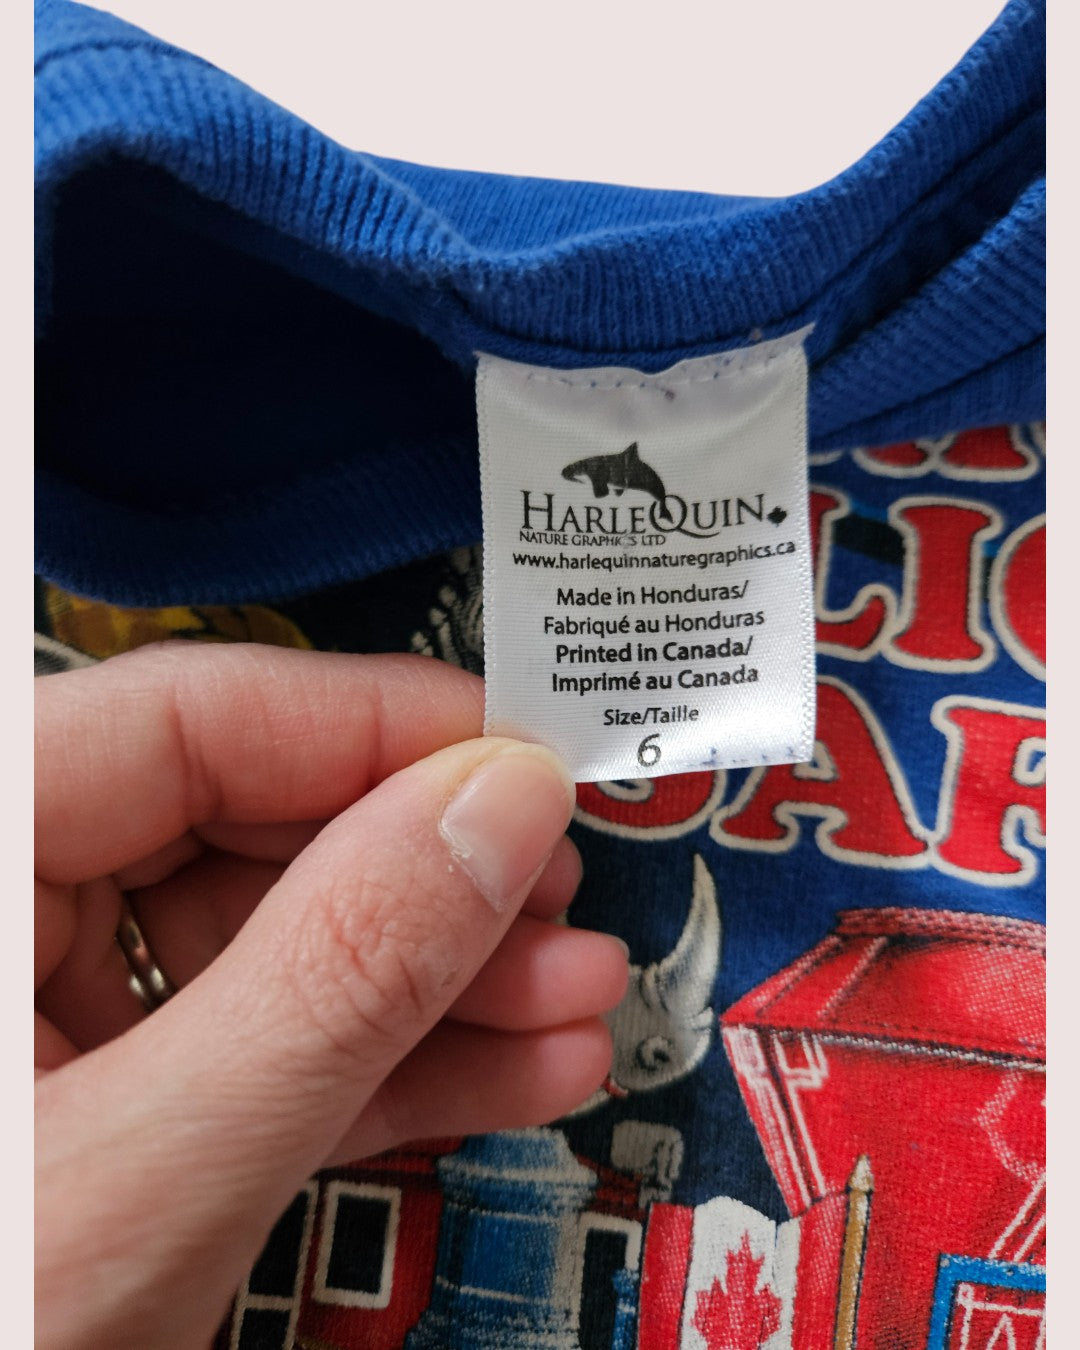 HARLEQUIN
NATURE GRAPHICS LTD
www.harlequinnaturegraphics.ca
Made in Honduras/
Fabriqué au Honduras
Printed in Canada/
Imprimé au Canada
Size/Taille
6